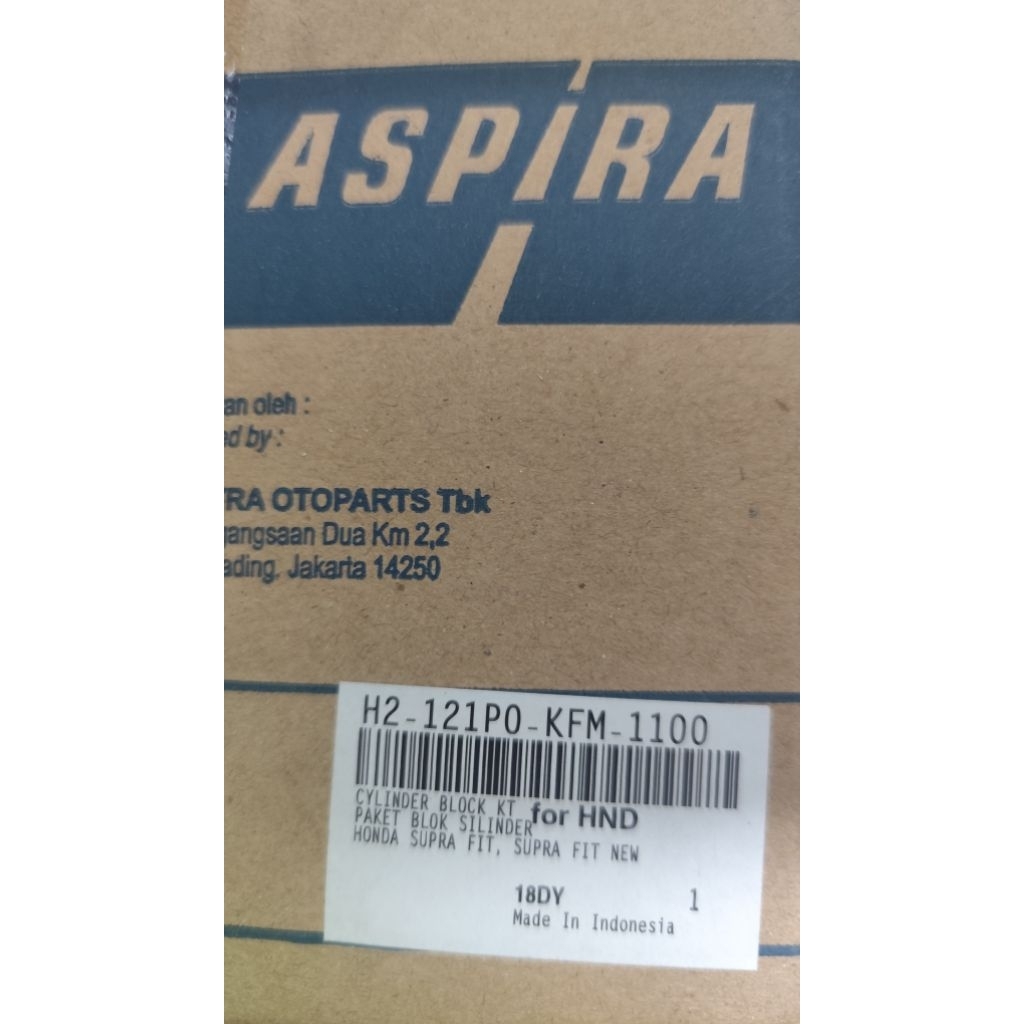 ASPIRA
an oleh :
ed by :
TRA OTOPARTS Tbk
gangsaan Dua Km 2,2
ading, Jakarta 14250
H2-121P0-KFM-1100
CYLINDER BLOCK KT
PAKET BLOK SILINDER for HND
HONDA SUPRA FIT, SUPRA FIT NEW
18DY 1
Made In Indonesia